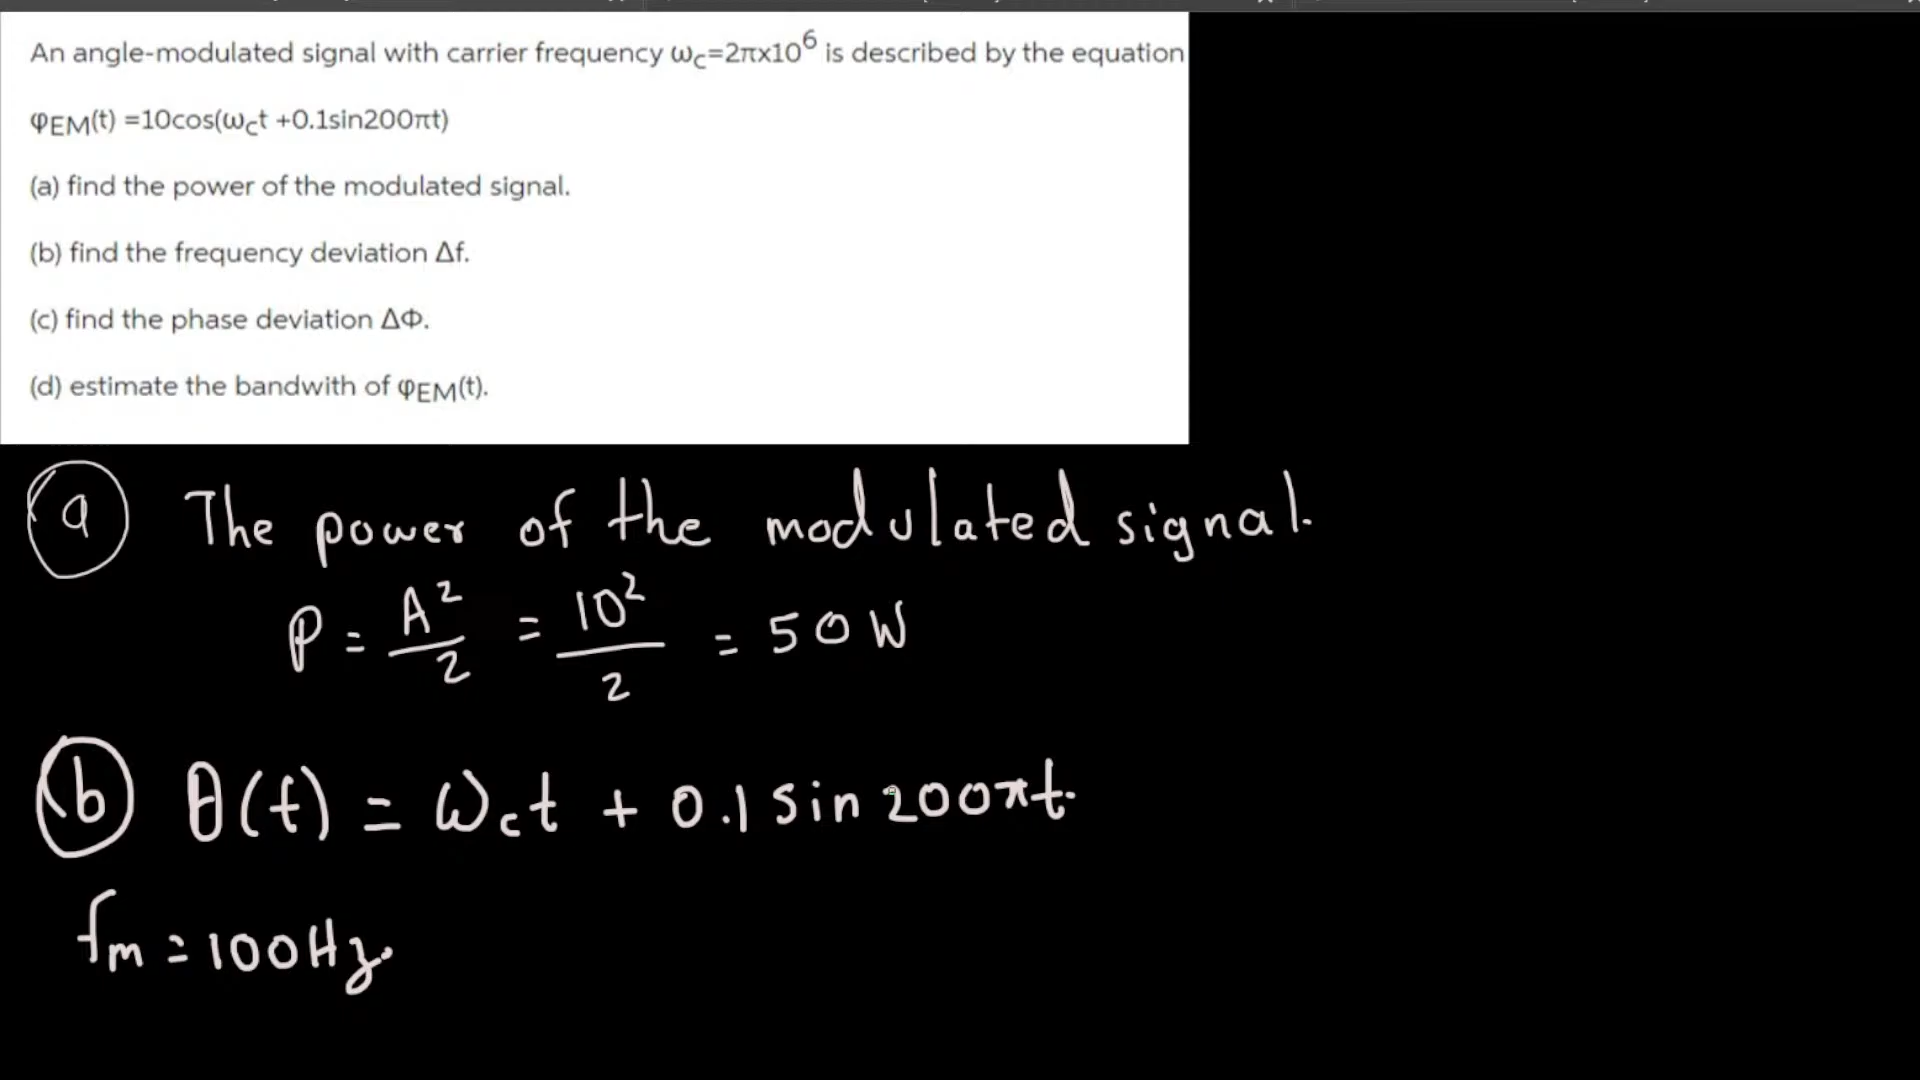 An angle-modulated signal with carrier frequency ωc=2πx10⁶ is described by the equation
φEM(t) =10cos(ωct +0.1sin200πt)
(a) find the power of the modulated signal.
(b) find the frequency deviation Δf.
(c) find the phase deviation ΔΦ.
(d) estimate the bandwith of φEM(t).
a The power of the modulated signal.
P = A²/2 = 10²/2 = 50W
b θ(t) = ωct + 0.1 sin 200πt.
fm = 100Hz.